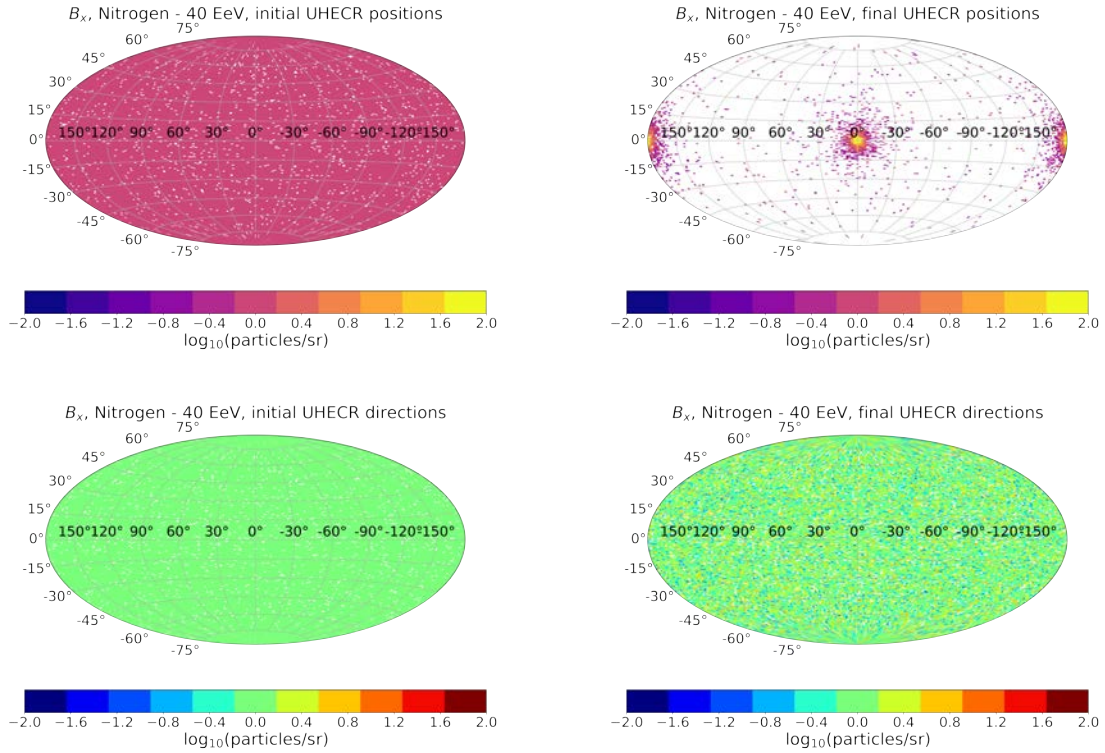 Bₓ, Nitrogen - 40 EeV, initial UHECR positions
75°
60°
45°
30°
15°
0°
-15°
-30°
-45°
-60°
-75°
150° 120° 90° 60° 30° 0° -30° -60° -90° -120° -150°
−2.0 −1.6 −1.2 −0.8 −0.4 0.0 0.4 0.8 1.2 1.6 2.0
log₁₀(particles/sr)
Bₓ, Nitrogen - 40 EeV, final UHECR positions
75°
60°
45°
30°
15°
0°
-15°
-30°
-45°
-60°
-75°
150° 120° 90° 60° 30° 0° -30° -60° -90° -120° -150°
−2.0 −1.6 −1.2 −0.8 −0.4 0.0 0.4 0.8 1.2 1.6 2.0
log₁₀(particles/sr)
Bₓ, Nitrogen - 40 EeV, initial UHECR directions
75°
60°
45°
30°
15°
0°
-15°
-30°
-45°
-60°
-75°
150° 120° 90° 60° 30° 0° -30° -60° -90° -120° -150°
−2.0 −1.6 −1.2 −0.8 −0.4 0.0 0.4 0.8 1.2 1.6 2.0
log₁₀(particles/sr)
Bₓ, Nitrogen - 40 EeV, final UHECR directions
75°
60°
45°
30°
15°
0°
-15°
-30°
-45°
-60°
-75°
150° 120° 90° 60° 30° 0° -30° -60° -90° -120° -150°
−2.0 −1.6 −1.2 −0.8 −0.4 0.0 0.4 0.8 1.2 1.6 2.0
log₁₀(particles/sr)